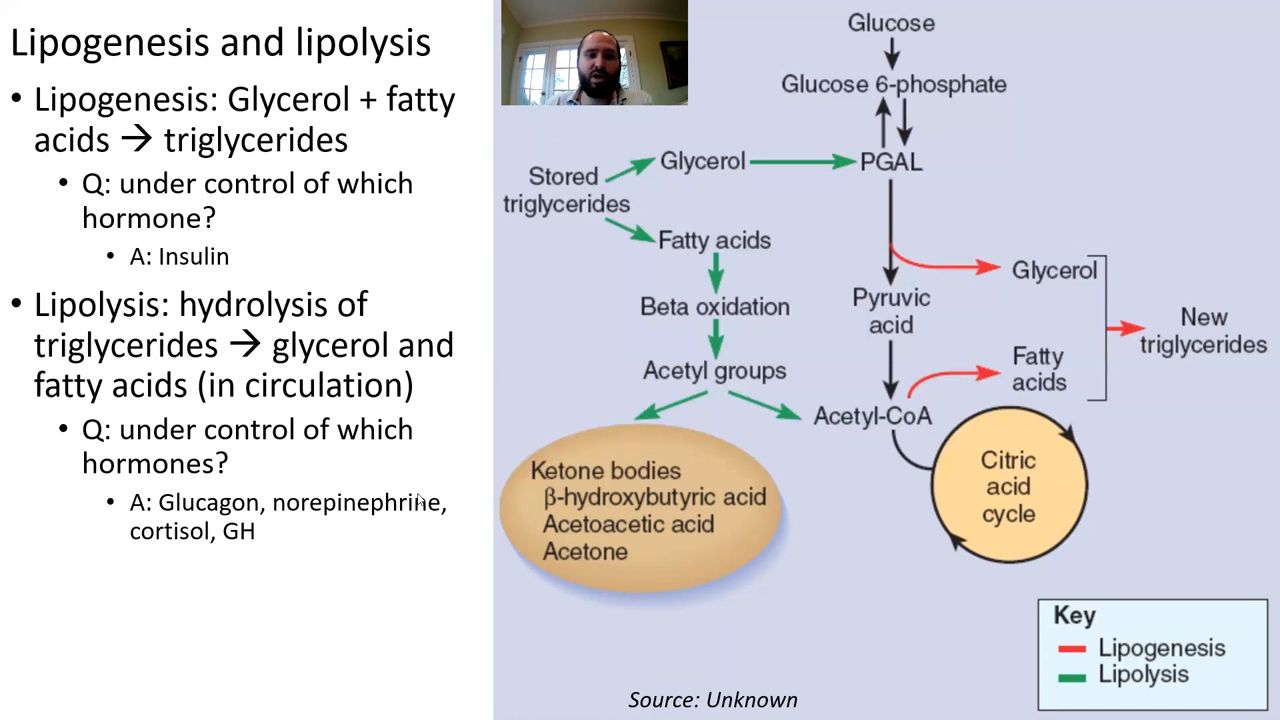 Lipogenesis and lipolysis
• Lipogenesis: Glycerol + fatty
acids → triglycerides
• Q: under control of which
hormone?
• A: Insulin
• Lipolysis: hydrolysis of
triglycerides → glycerol and
fatty acids (in circulation)
• Q: under control of which
hormones?
• A: Glucagon, norepinephrine,
cortisol, GH
Glucose
Glucose 6-phosphate
Glycerol
PGAL
Stored
triglycerides
Fatty acids
Beta oxidation
Acetyl groups
Pyruvic
acid
Glycerol
Fatty
acids
New
triglycerides
Acetyl-CoA
Citric
acid
cycle
Ketone bodies
β-hydroxybutyric acid
Acetoacetic acid
Acetone
Key
Lipogenesis
Lipolysis
Source: Unknown